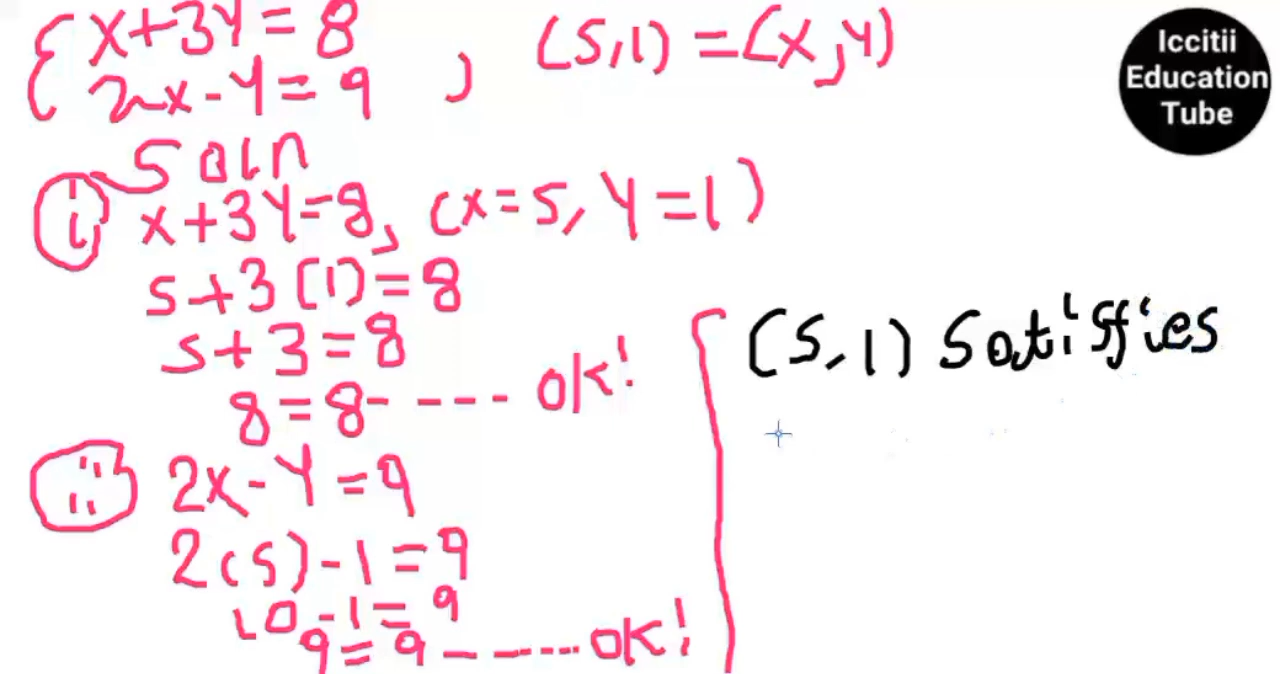 x+3y=8
2x-y=9 , (5,1)=(x,y)
Iccitii
Education
Tube
Soln
i x+3y=8, (x=5, y=1)
5+3(1)=8
5+3=8
8=8- - - - OK!
(5,1) Satisfies
ii 2x-y=9
2(5)-1=9
10-1=9
9=9- - - - - - OK!